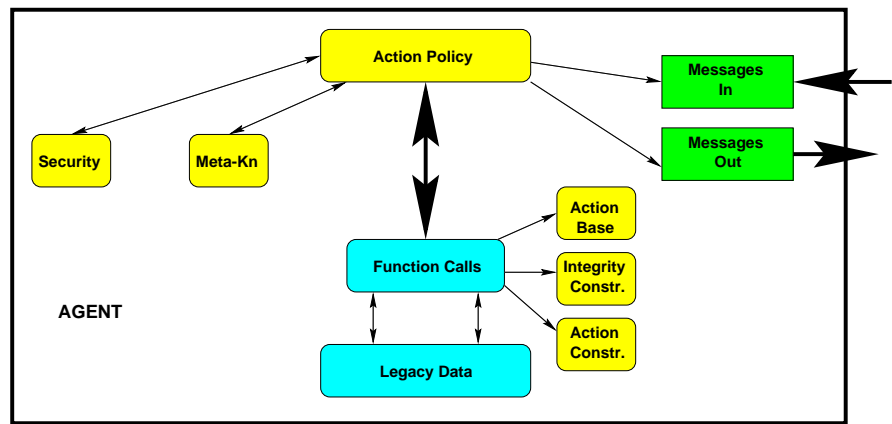 Action Policy
Messages
In
Messages
Out
Security
Meta-Kn
Action
Base
Function Calls
Integrity
Constr.
AGENT
Action
Constr.
Legacy Data